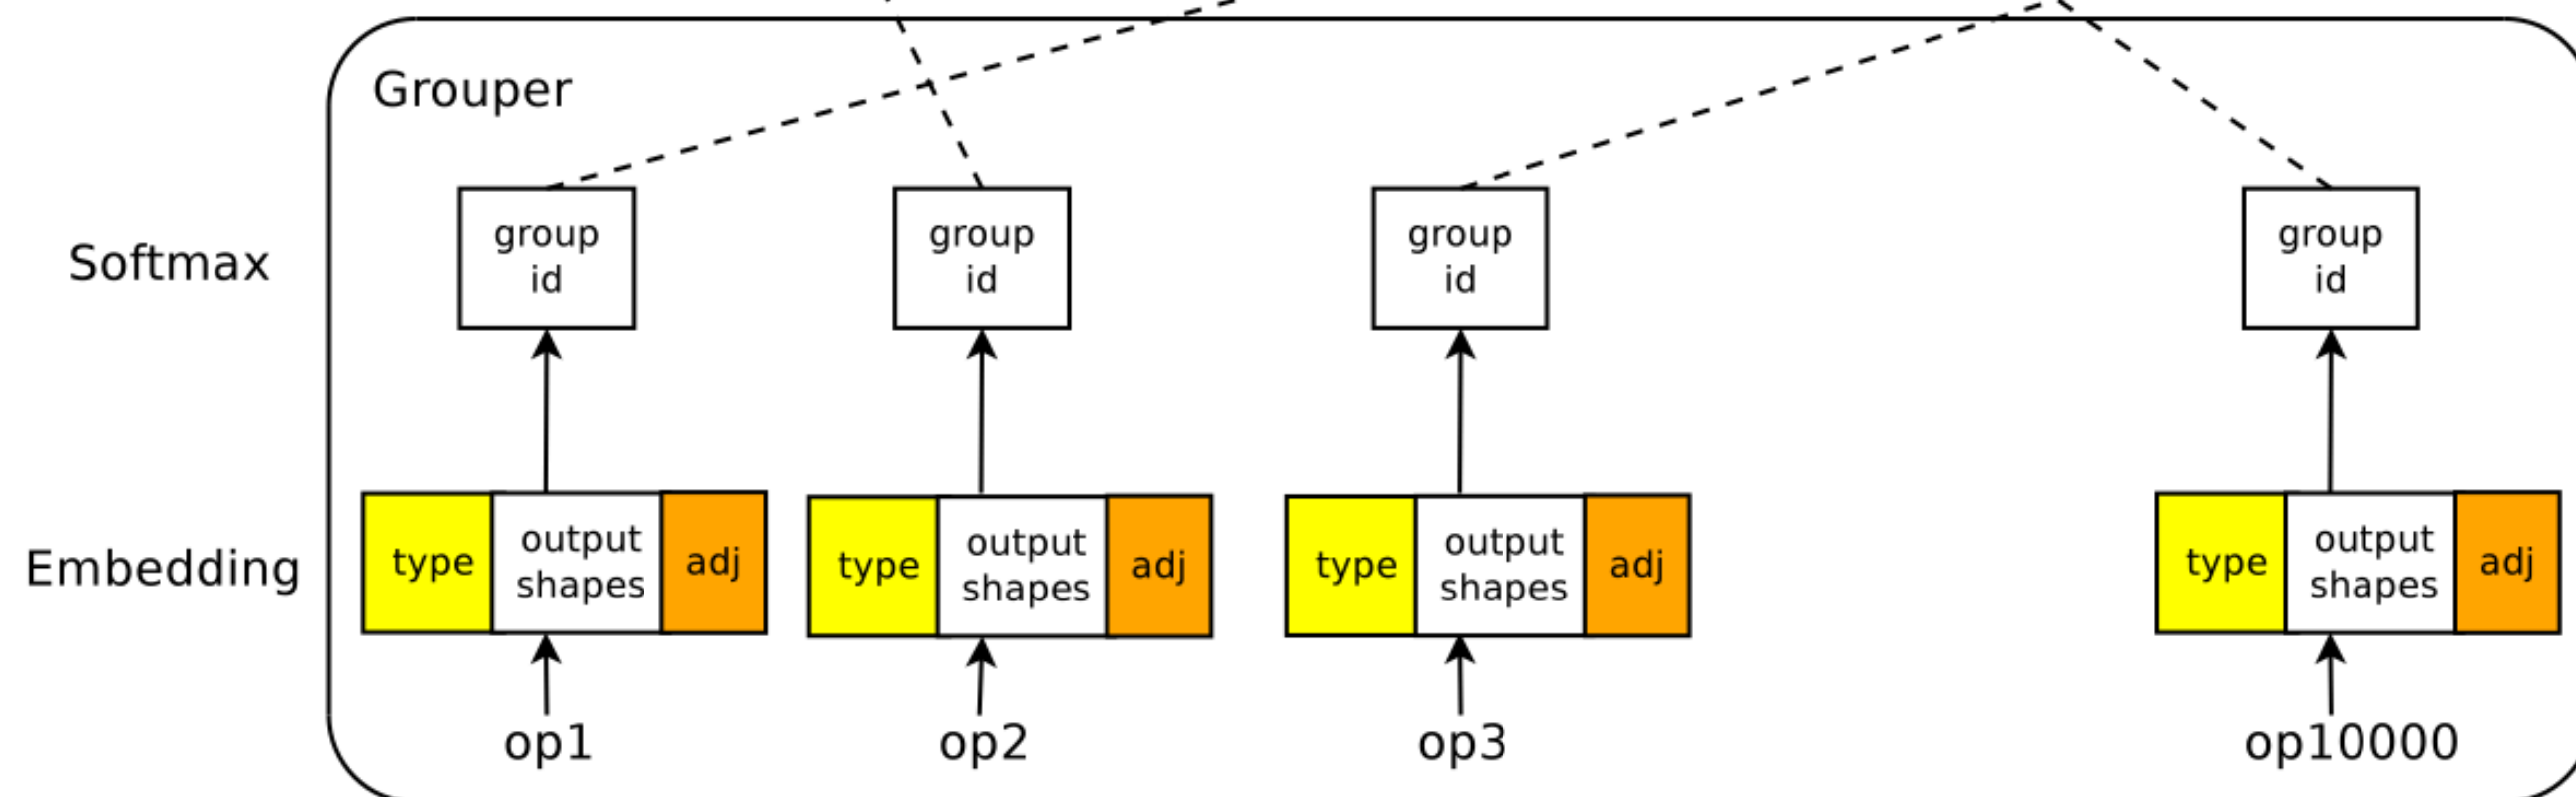 Grouper
Softmax
group
id
group
id
group
id
group
id
Embedding
type
output
shapes
adj
type
output
shapes
adj
type
output
shapes
adj
type
output
shapes
adj
op1
op2
op3
op10000